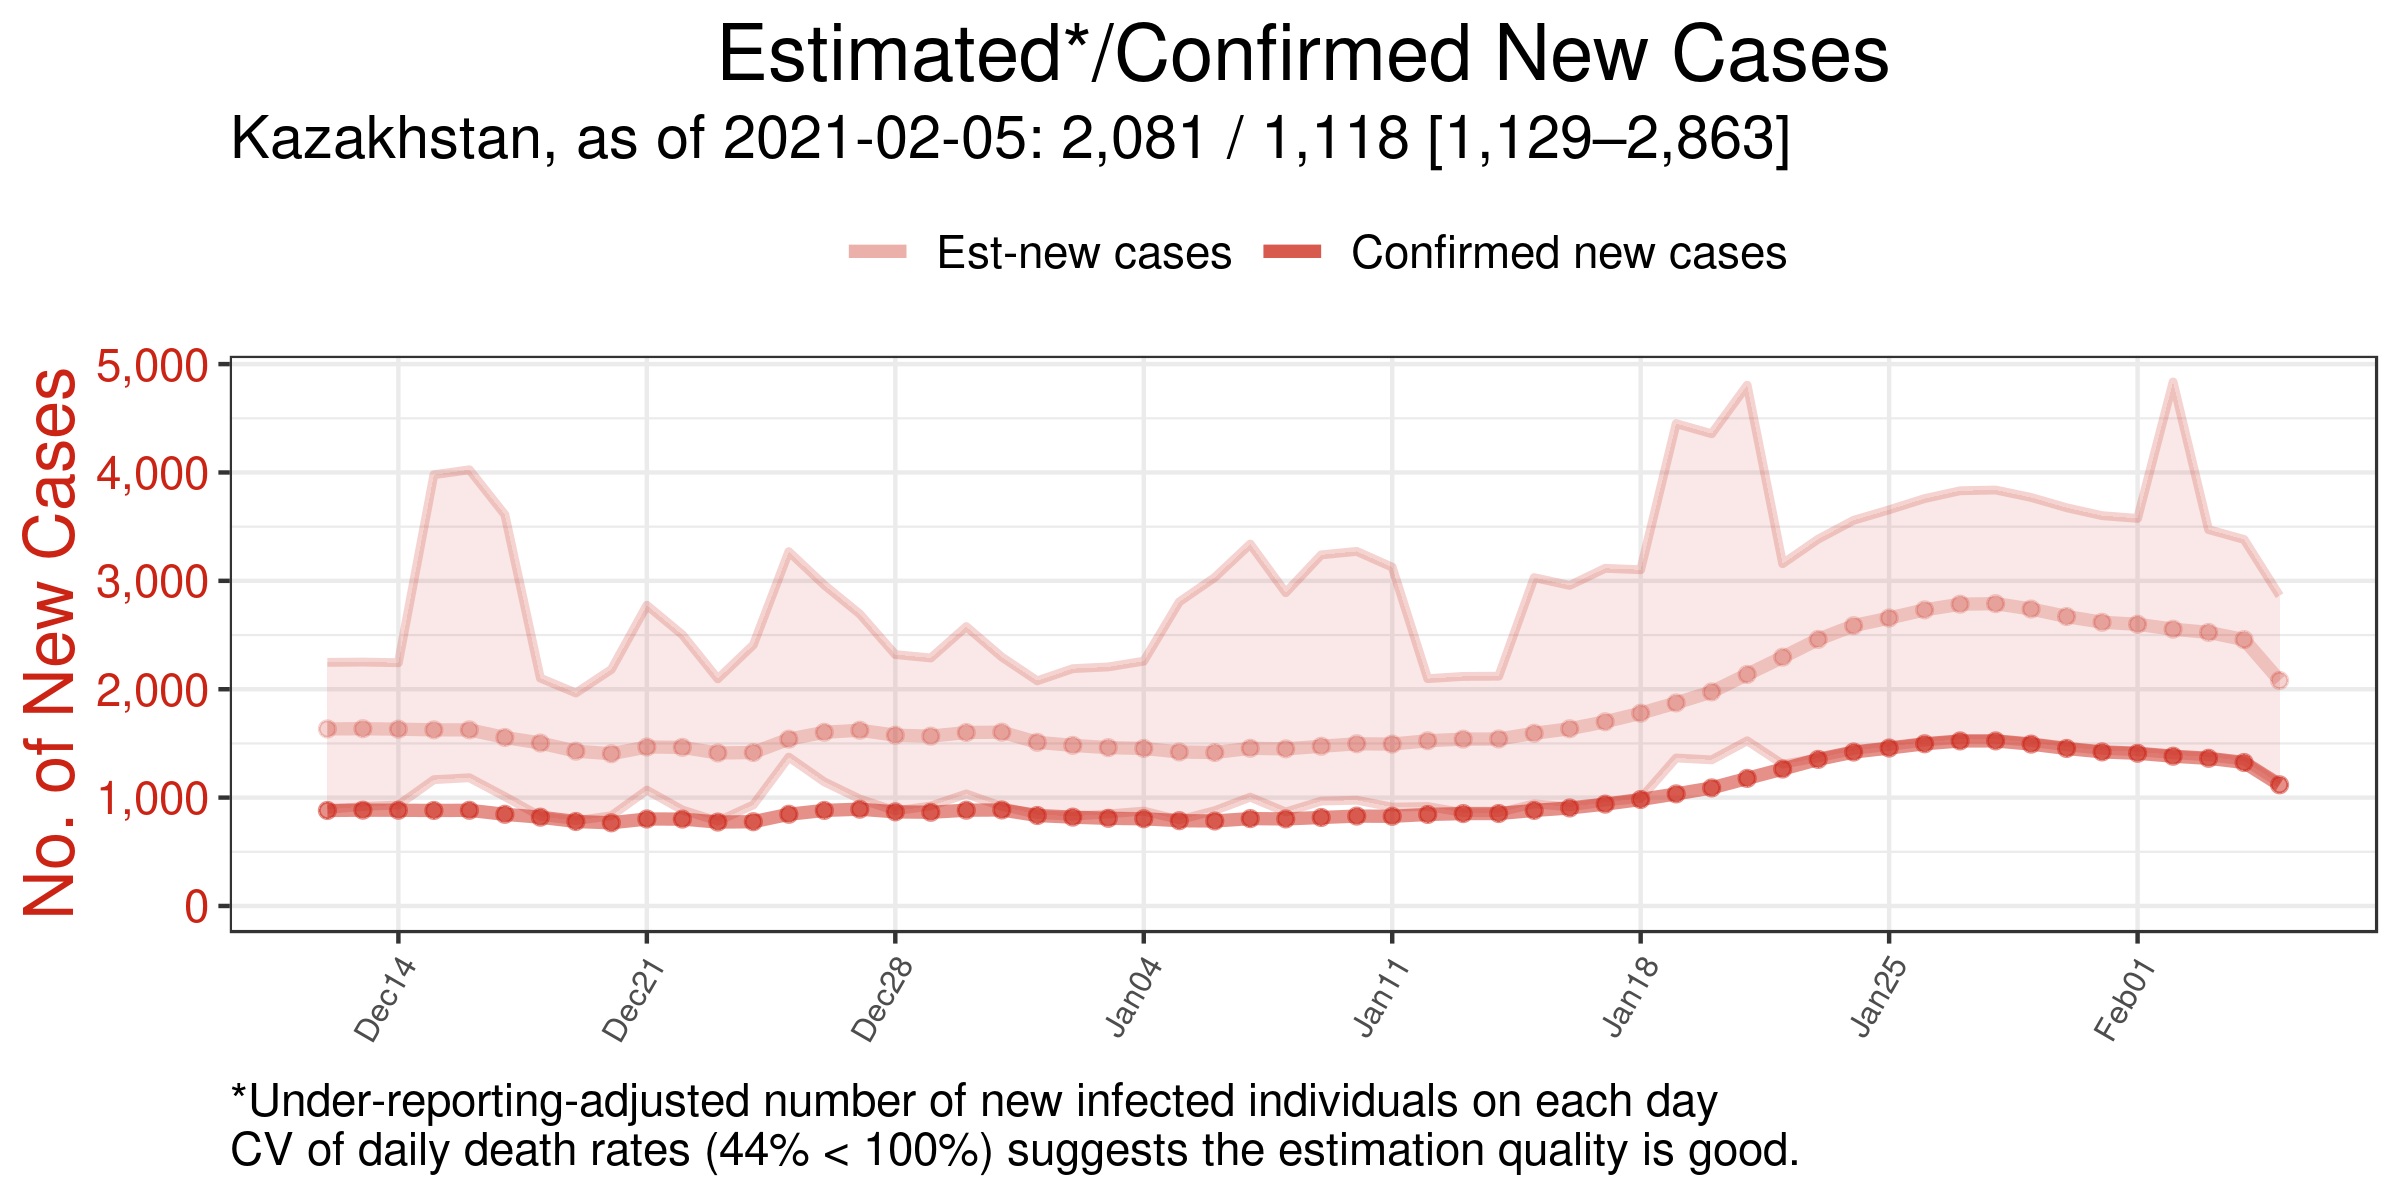 Estimated*/Confirmed New Cases
Kazakhstan, as of 2021-02-05: 2,081 / 1,118 [1,129–2,863]
Est-new cases
Confirmed new cases
No. of New Cases
5,000
4,000
3,000
2,000
1,000
0
Dec14
Dec21
Dec28
Jan04
Jan11
Jan18
Jan25
Feb01
*Under-reporting-adjusted number of new infected individuals on each day
CV of daily death rates (44% < 100%) suggests the estimation quality is good.